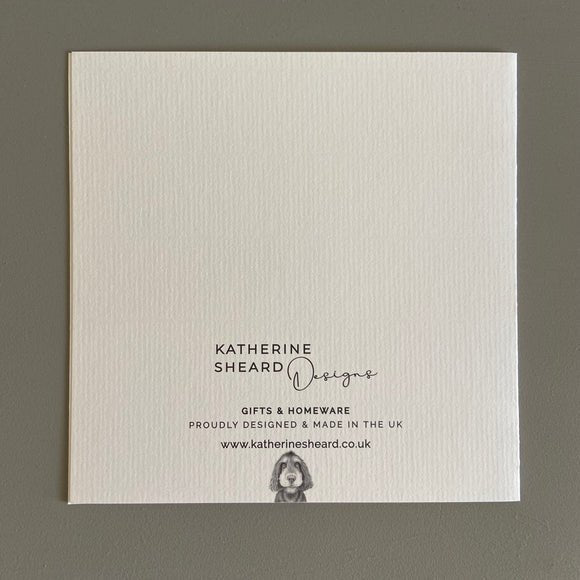 KATHERINE
SHEARD Designs
GIFTS & HOMEWARE
PROUDLY DESIGNED & MADE IN THE UK
www.katherinesheard.co.uk